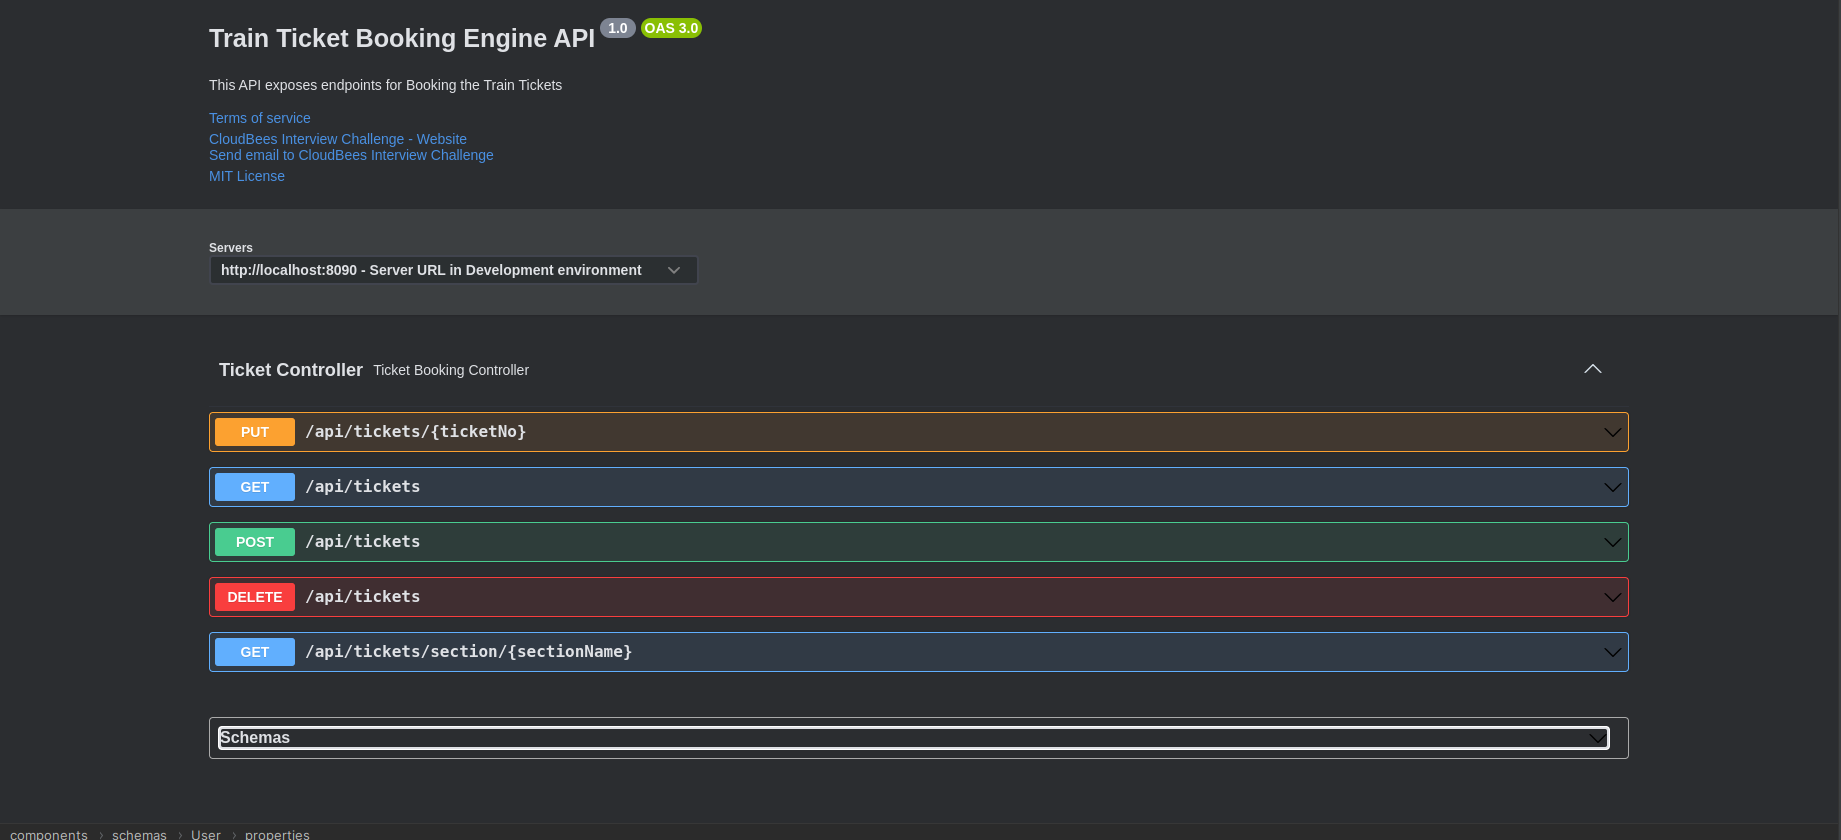 Train Ticket Booking Engine API 1.0 OAS 3.0
This API exposes endpoints for Booking the Train Tickets
Terms of service
CloudBees Interview Challenge - Website
Send email to CloudBees Interview Challenge
MIT License
Servers
http://localhost:8090 - Server URL in Development environment
Ticket Controller Ticket Booking Controller
PUT /api/tickets/{ticketNo}
GET /api/tickets
POST /api/tickets
DELETE /api/tickets
GET /api/tickets/section/{sectionName}
Schemas
components › schemas › User › properties